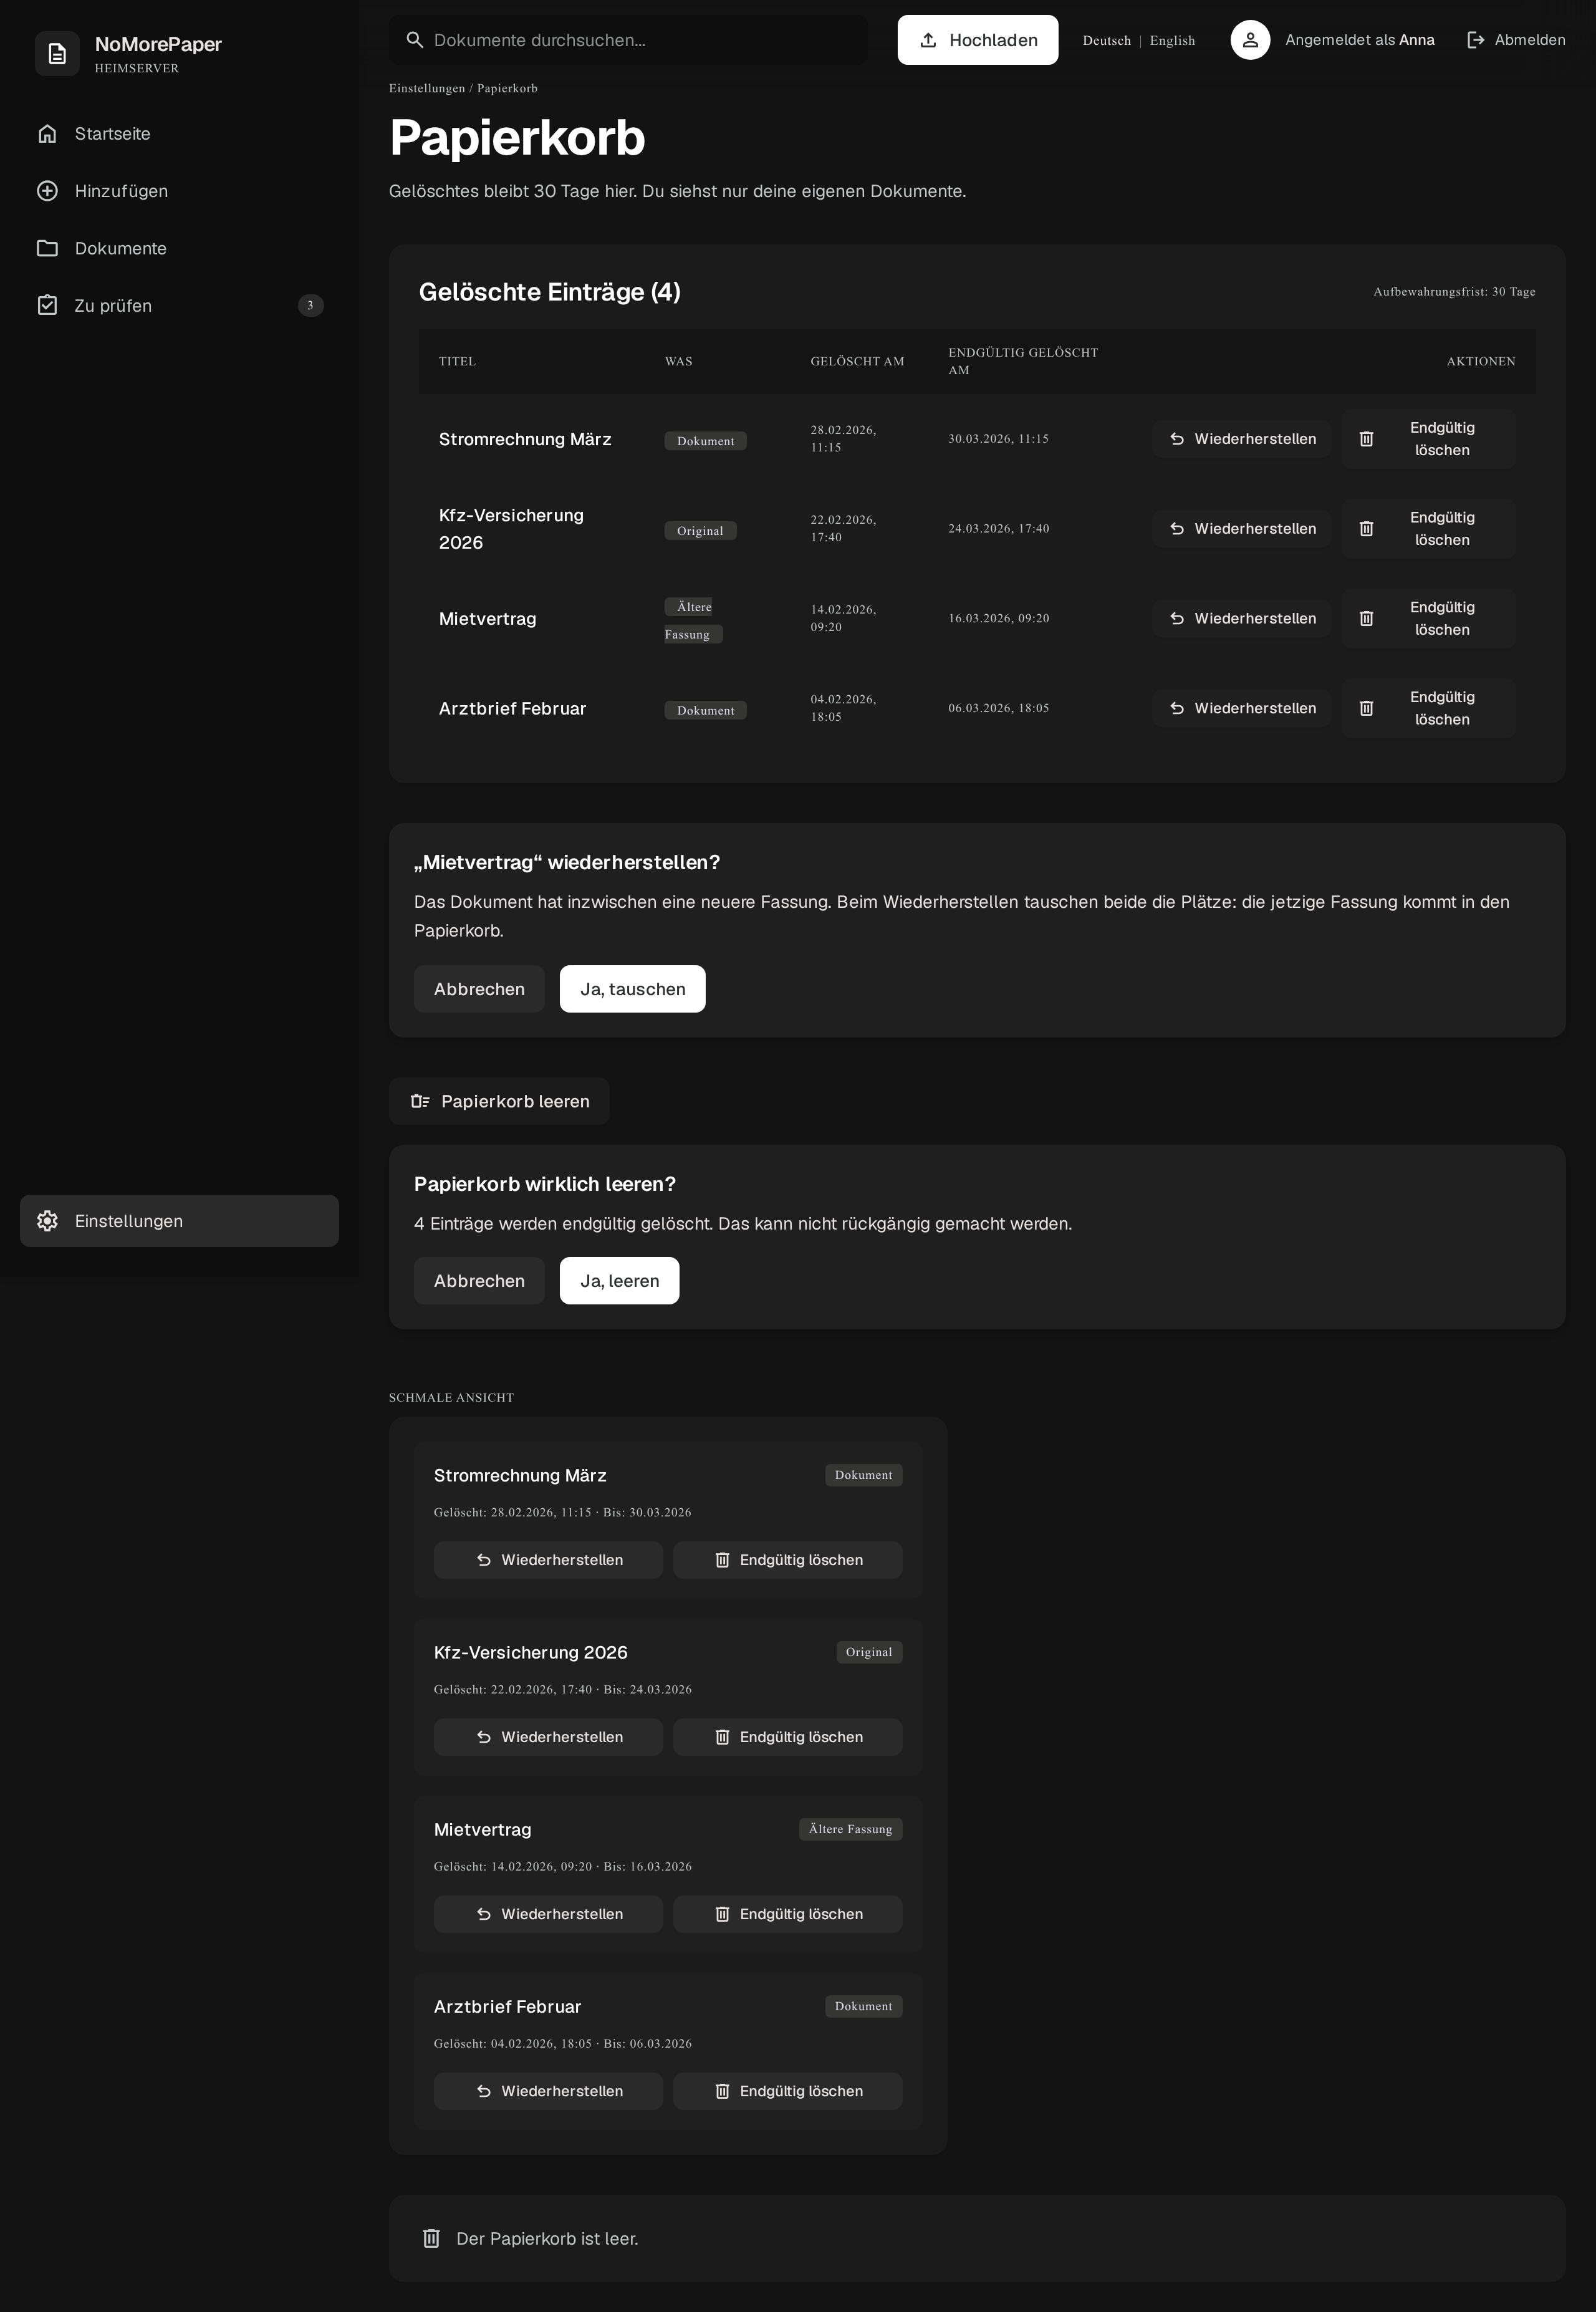 NoMorePaper
HEIMSERVER
Startseite
Hinzufügen
Dokumente
Zu prüfen 3
Einstellungen
Dokumente durchsuchen...
Hochladen
Deutsch | English
Angemeldet als Anna
Abmelden
Einstellungen / Papierkorb
Papierkorb
Gelöschtes bleibt 30 Tage hier. Du siehst nur deine eigenen Dokumente.
Gelöschte Einträge (4)
Aufbewahrungsfrist: 30 Tage
TITEL
WAS
GELÖSCHT AM
ENDGÜLTIG GELÖSCHT
AM
AKTIONEN
Stromrechnung März
Dokument
28.02.2026,
11:15
30.03.2026, 11:15
Wiederherstellen
Endgültig
löschen
Kfz-Versicherung
2026
Original
22.02.2026,
17:40
24.03.2026, 17:40
Wiederherstellen
Endgültig
löschen
Mietvertrag
Ältere
Fassung
14.02.2026,
09:20
16.03.2026, 09:20
Wiederherstellen
Endgültig
löschen
Arztbrief Februar
Dokument
04.02.2026,
18:05
06.03.2026, 18:05
Wiederherstellen
Endgültig
löschen
„Mietvertrag“ wiederherstellen?
Das Dokument hat inzwischen eine neuere Fassung. Beim Wiederherstellen tauschen beide die Plätze: die jetzige Fassung kommt in den
Papierkorb.
Abbrechen
Ja, tauschen
Papierkorb leeren
Papierkorb wirklich leeren?
4 Einträge werden endgültig gelöscht. Das kann nicht rückgängig gemacht werden.
Abbrechen
Ja, leeren
SCHMALE ANSICHT
Stromrechnung März
Dokument
Gelöscht: 28.02.2026, 11:15 · Bis: 30.03.2026
Wiederherstellen
Endgültig löschen
Kfz-Versicherung 2026
Original
Gelöscht: 22.02.2026, 17:40 · Bis: 24.03.2026
Wiederherstellen
Endgültig löschen
Mietvertrag
Ältere Fassung
Gelöscht: 14.02.2026, 09:20 · Bis: 16.03.2026
Wiederherstellen
Endgültig löschen
Arztbrief Februar
Dokument
Gelöscht: 04.02.2026, 18:05 · Bis: 06.03.2026
Wiederherstellen
Endgültig löschen
Der Papierkorb ist leer.